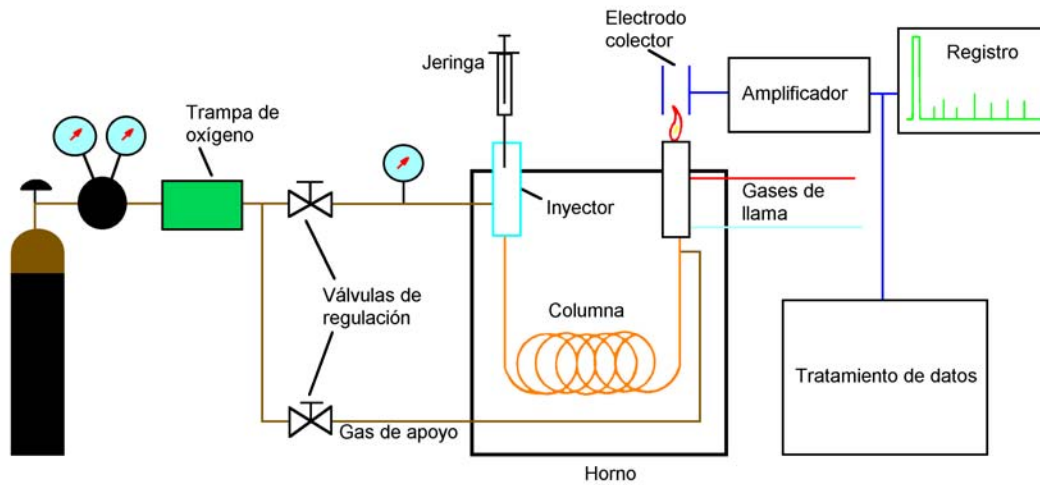 Electrodo
colector
Jeringa
Registro
Amplificador
Trampa de
oxígeno
Inyector
Gases de
llama
Válvulas de
regulación
Columna
Tratamiento de datos
Gas de apoyo
Horno